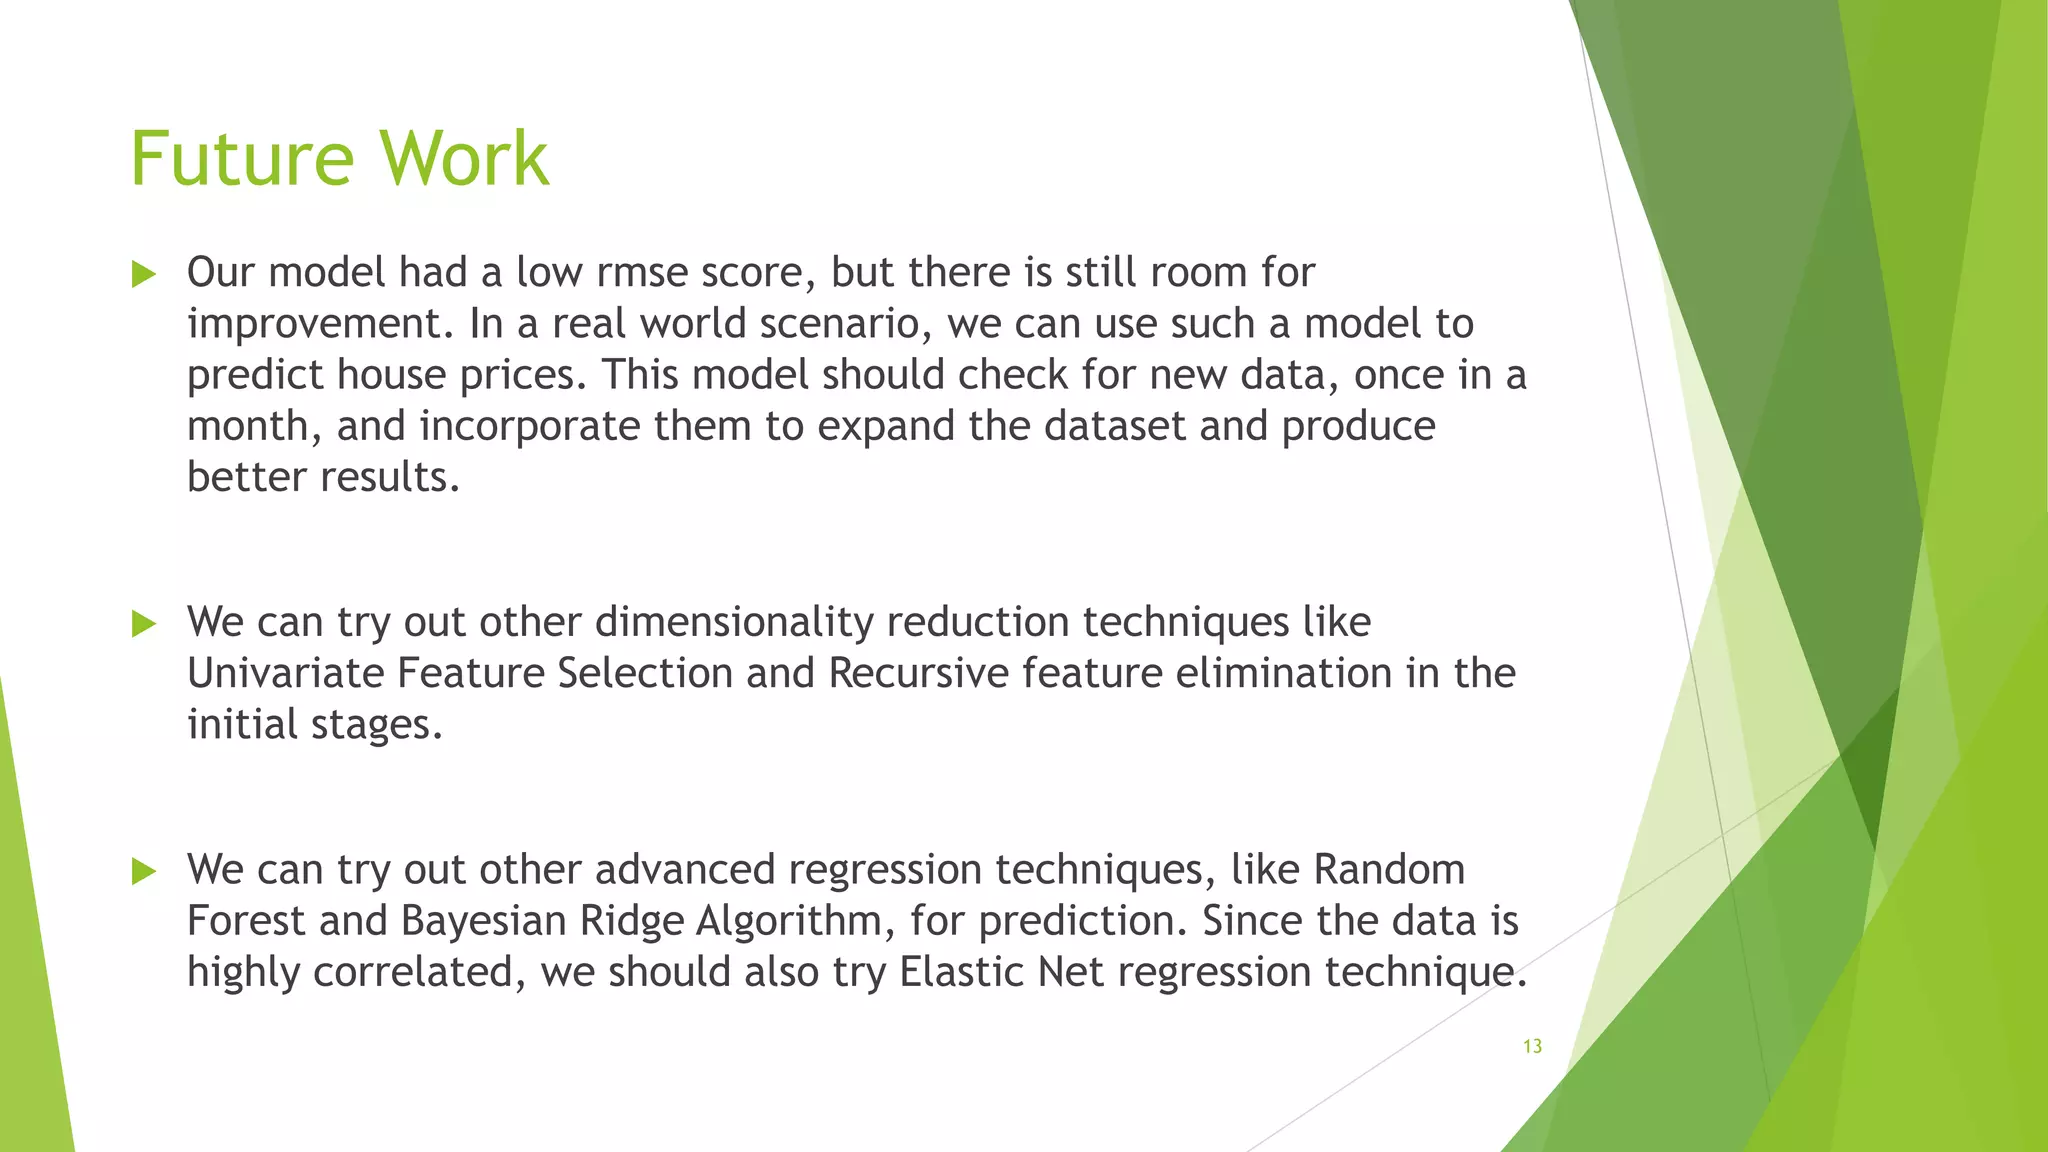 Future Work
Our model had a low rmse score, but there is still room for
improvement. In a real world scenario, we can use such a model to
predict house prices. This model should check for new data, once in a
month, and incorporate them to expand the dataset and produce
better results.
We can try out other dimensionality reduction techniques like
Univariate Feature Selection and Recursive feature elimination in the
initial stages.
We can try out other advanced regression techniques, like Random
Forest and Bayesian Ridge Algorithm, for prediction. Since the data is
highly correlated, we should also try Elastic Net regression technique.
13